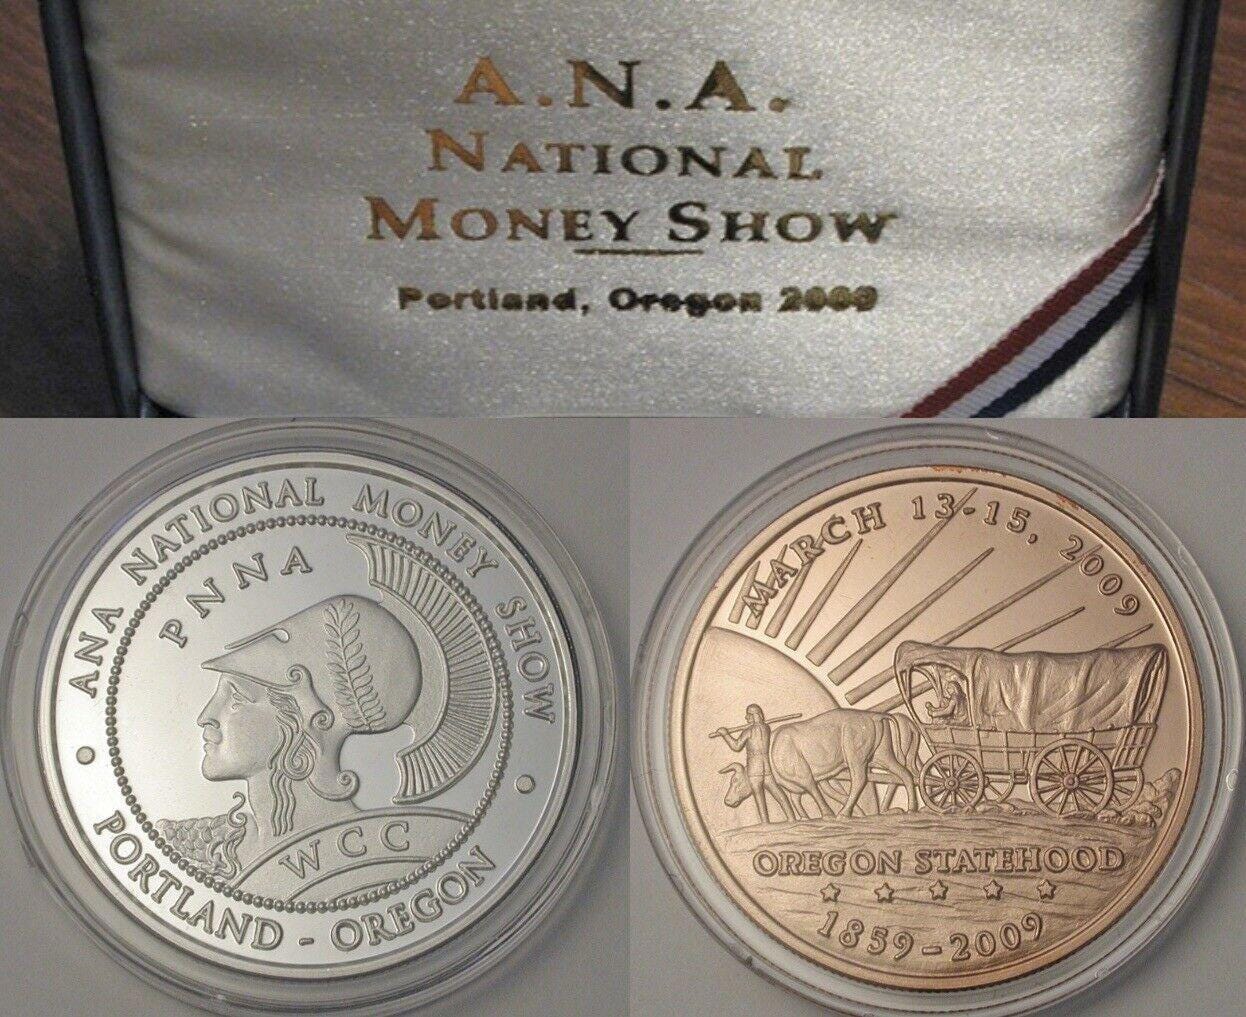 A.N.A.
NATIONAL
MONEY SHOW
Portland, Oregon 2009
ANA NATIONAL MONEY SHOW
PNNA
WCC
PORTLAND - OREGON
MARCH 13-15, 2009
OREGON STATEHOOD
1859-2009